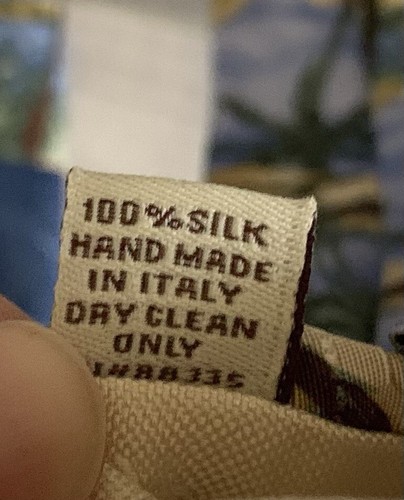 100%SILK
HAND MADE
IN ITALY
DRY CLEAN
ONLY